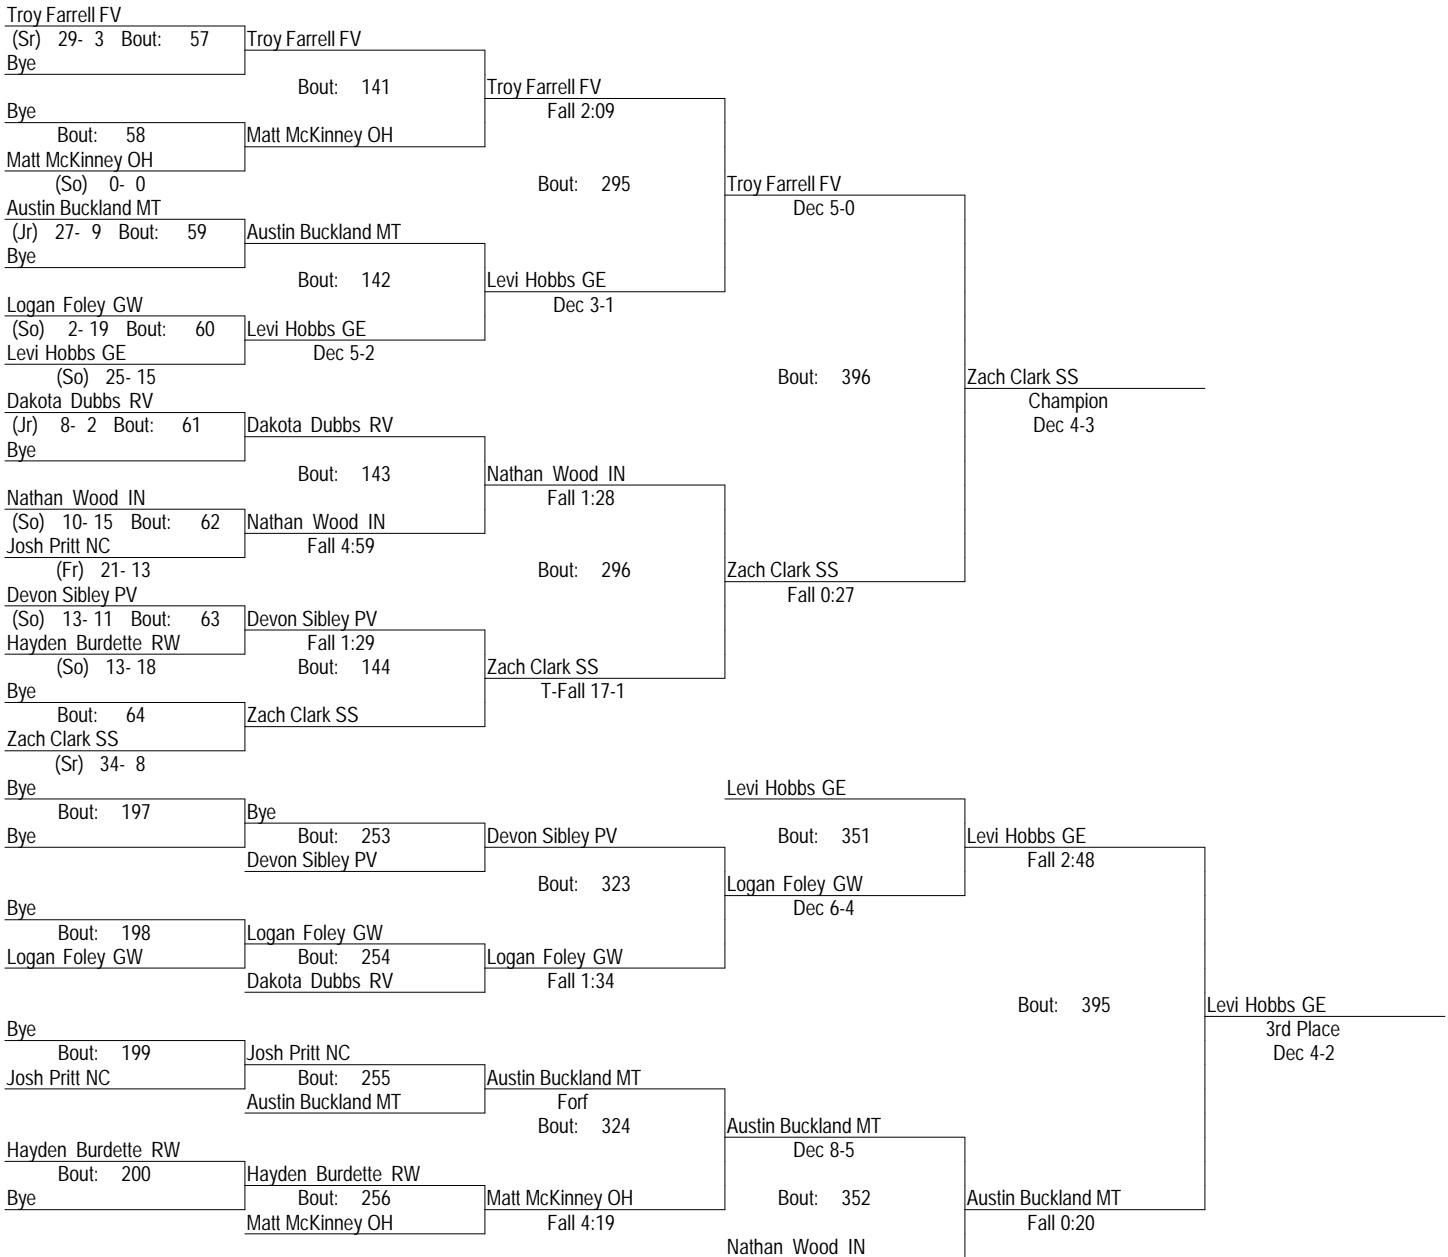 Troy Farrell FV
(Sr) 29- 3 Bout: 57 Troy Farrell FV
Bye
Bout: 141 Troy Farrell FV
Bye Fall 2:09
Bout: 58 Matt McKinney OH
Matt McKinney OH
(So) 0- 0 Bout: 295 Troy Farrell FV
Austin Buckland MT Dec 5-0
(Jr) 27- 9 Bout: 59 Austin Buckland MT
Bye
Bout: 142 Levi Hobbs GE
Logan Foley GW Dec 3-1
(So) 2- 19 Bout: 60 Levi Hobbs GE
Levi Hobbs GE Dec 5-2
(So) 25- 15 Bout: 396 Zach Clark SS
Dakota Dubbs RV Champion
(Jr) 8- 2 Bout: 61 Dakota Dubbs RV Dec 4-3
Bye
Bout: 143 Nathan Wood IN
Nathan Wood IN Fall 1:28
(So) 10- 15 Bout: 62 Nathan Wood IN
Josh Pritt NC Fall 4:59
(Fr) 21- 13 Bout: 296 Zach Clark SS
Devon Sibley PV Fall 0:27
(So) 13- 11 Bout: 63 Devon Sibley PV
Hayden Burdette RW Fall 1:29
(So) 13- 18 Bout: 144 Zach Clark SS
Bye T-Fall 17-1
Bout: 64 Zach Clark SS
Zach Clark SS
(Sr) 34- 8
Bye Levi Hobbs GE
Bout: 197 Bye
Bye Bout: 253 Devon Sibley PV Bout: 351 Levi Hobbs GE
Devon Sibley PV Fall 2:48
Bout: 323 Logan Foley GW
Bye Dec 6-4
Bout: 198 Logan Foley GW
Logan Foley GW Bout: 254 Logan Foley GW
Dakota Dubbs RV Fall 1:34
Bout: 395 Levi Hobbs GE
Bye 3rd Place
Bout: 199 Josh Pritt NC Dec 4-2
Josh Pritt NC Bout: 255 Austin Buckland MT
Austin Buckland MT Forf
Bout: 324 Austin Buckland MT
Hayden Burdette RW Dec 8-5
Bout: 200 Hayden Burdette RW
Bye Bout: 256 Matt McKinney OH Bout: 352 Austin Buckland MT
Matt McKinney OH Fall 4:19 Fall 0:20
Nathan Wood IN